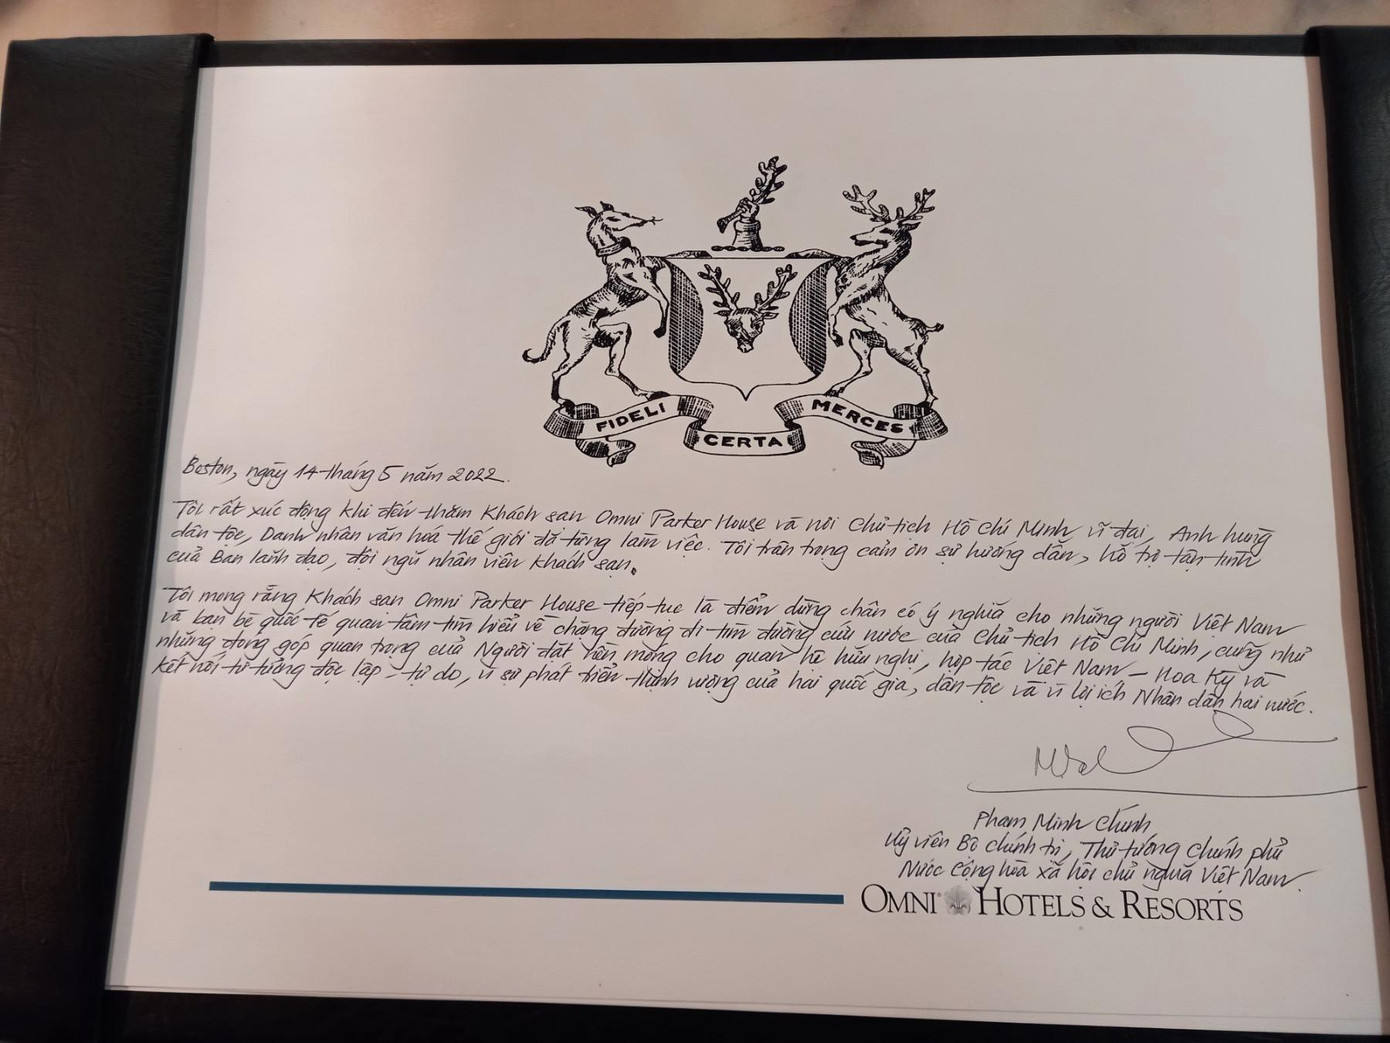 FIDELI CERTA MERCES
Boston, ngày 14 tháng 5 năm 2022.
Tôi rất xúc động khi đến thăm Khách sạn Omni Parker House và nơi Chủ tịch Hồ Chí Minh vĩ đại, Anh hùng
dân tộc, Danh nhân văn hoá thế giới đã từng làm việc. Tôi trân trọng cảm ơn sự hướng dẫn, hỗ trợ tận tình
của Ban lãnh đạo, đội ngũ nhân viên khách sạn.
Tôi mong rằng Khách sạn Omni Parker House tiếp tục là điểm dừng chân có ý nghĩa cho những người Việt Nam
và bạn bè quốc tế quan tâm tìm hiểu về chặng đường đi tìm đường cứu nước của Chủ tịch Hồ Chí Minh, cũng như
những đóng góp quan trọng của Người đặt nền móng cho quan hệ hữu nghị, hợp tác Việt Nam – Hoa Kỳ và
kết nối tư tưởng độc lập - tự do, vì sự phát triển thịnh vượng của hai quốc gia, dân tộc và vì lợi ích Nhân dân hai nước.
Phạm Minh Chính
Uỷ viên Bộ chính trị, Thủ tướng Chính phủ
Nước Cộng hoà xã hội chủ nghĩa Việt Nam.
OMNI HOTELS & RESORTS